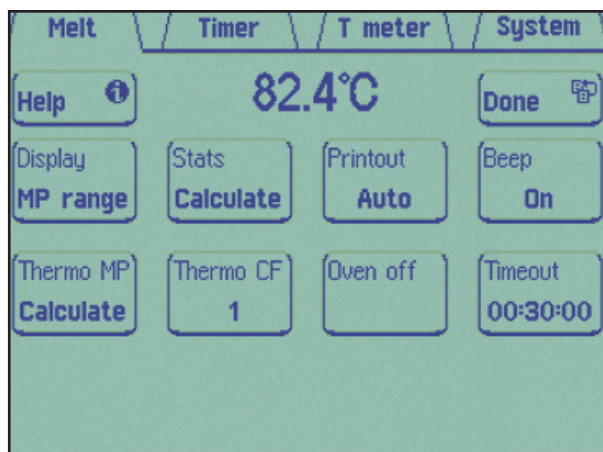 Melt Timer T meter System
Help 82.4°C Done
Display Stats Printout Beep
MP range Calculate Auto On
Thermo MP Thermo CF Oven off Timeout
Calculate 1 00:30:00